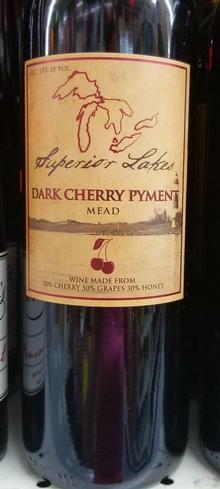 ALC. 13% BY VOL.
Superior Lakes
DARK CHERRY PYMENT
MEAD
WINE MADE FROM
20% CHERRY 50% GRAPES 30% HONEY